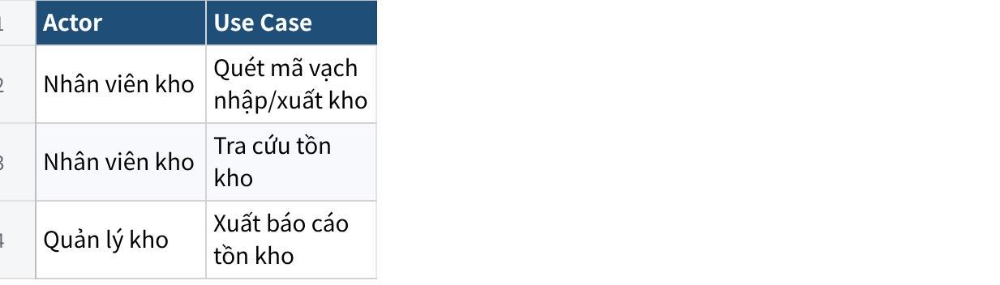 1 Actor Use Case
2 Nhân viên kho Quét mã vạch
nhập/xuất kho
3 Nhân viên kho Tra cứu tồn
kho
4 Quản lý kho Xuất báo cáo
tồn kho